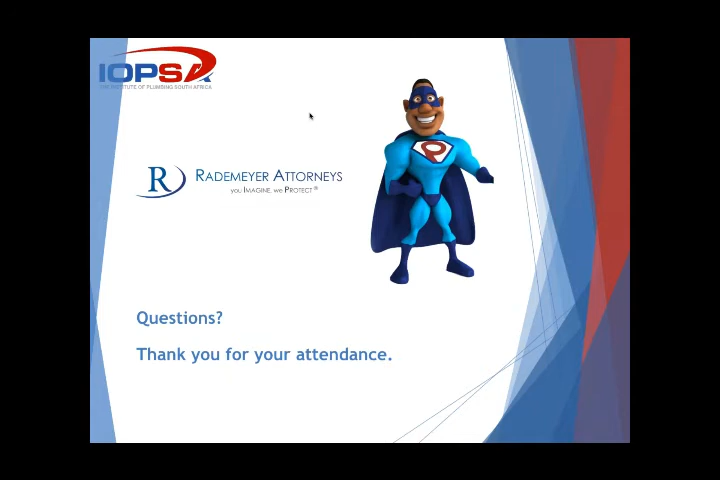 IOPSA
THE INSTITUTE OF PLUMBING SOUTH AFRICA
R
RADEMEYER ATTORNEYS
you IMAGINE, we PROTECT ®
P
Questions?
Thank you for your attendance.